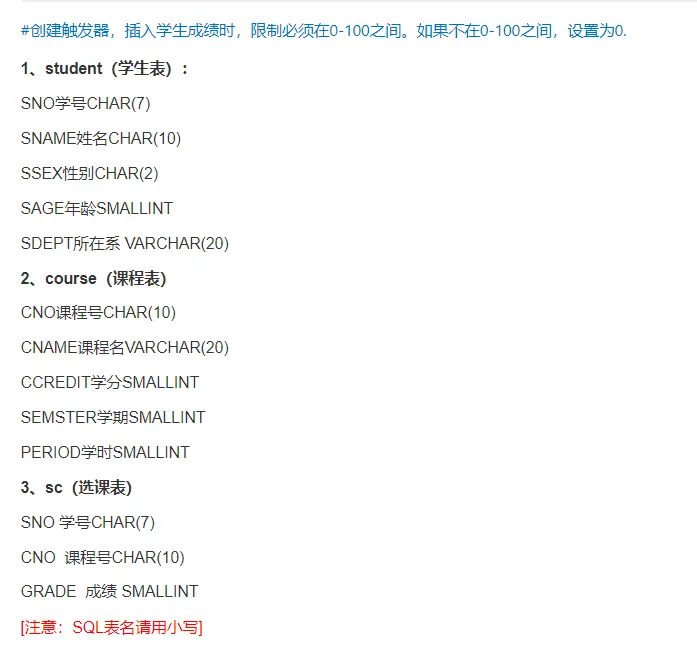 #创建触发器，插入学生成绩时，限制必须在0-100之间。如果不在0-100之间，设置为0.
1、student（学生表）：
SNO学号CHAR(7)
SNAME姓名CHAR(10)
SSEX性别CHAR(2)
SAGE年龄SMALLINT
SDEPT所在系 VARCHAR(20)
2、course（课程表）
CNO课程号CHAR(10)
CNAME课程名VARCHAR(20)
CCREDIT学分SMALLINT
SEMSTER学期SMALLINT
PERIOD学时SMALLINT
3、sc（选课表）
SNO 学号CHAR(7)
CNO  课程号CHAR(10)
GRADE  成绩 SMALLINT
[注意：SQL表名请用小写]